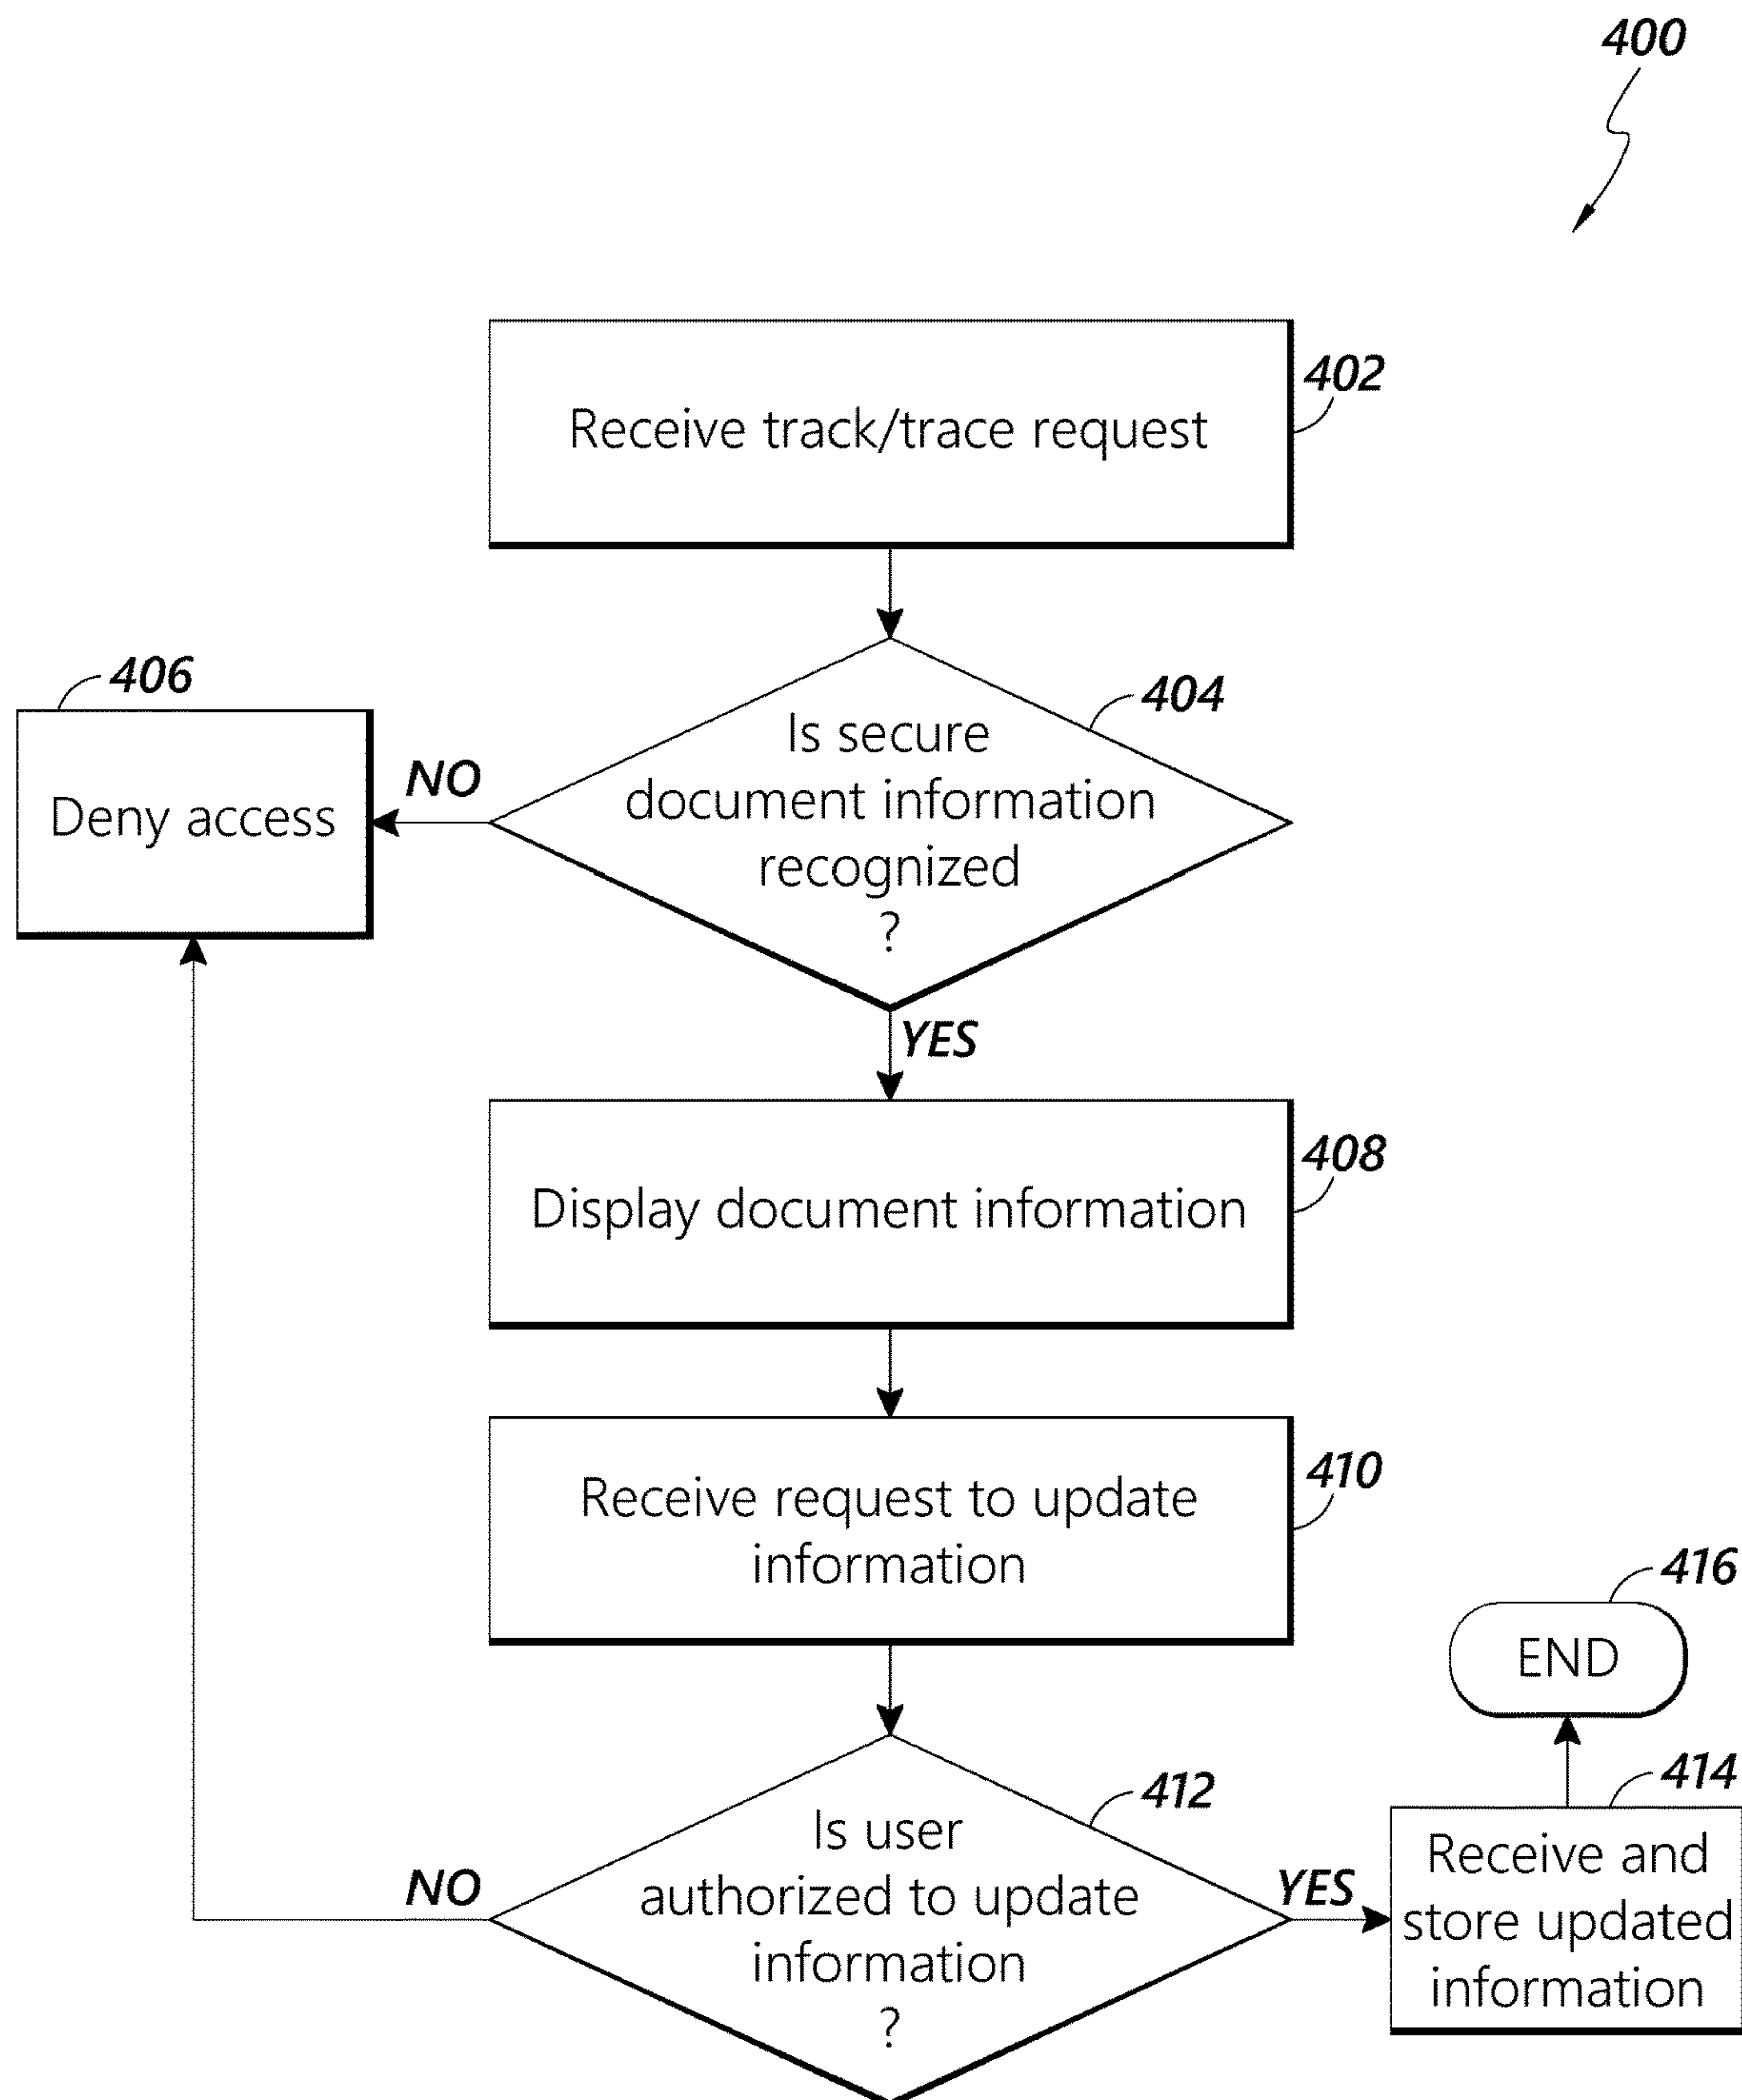 400
Receive track/trace request
402
406
Deny access
NO
404
Is secure
document information
recognized
?
YES
Display document information
408
Receive request to update
information
410
416
END
412
Is user
authorized to update
information
?
NO
YES
414
Receive and
store updated
information